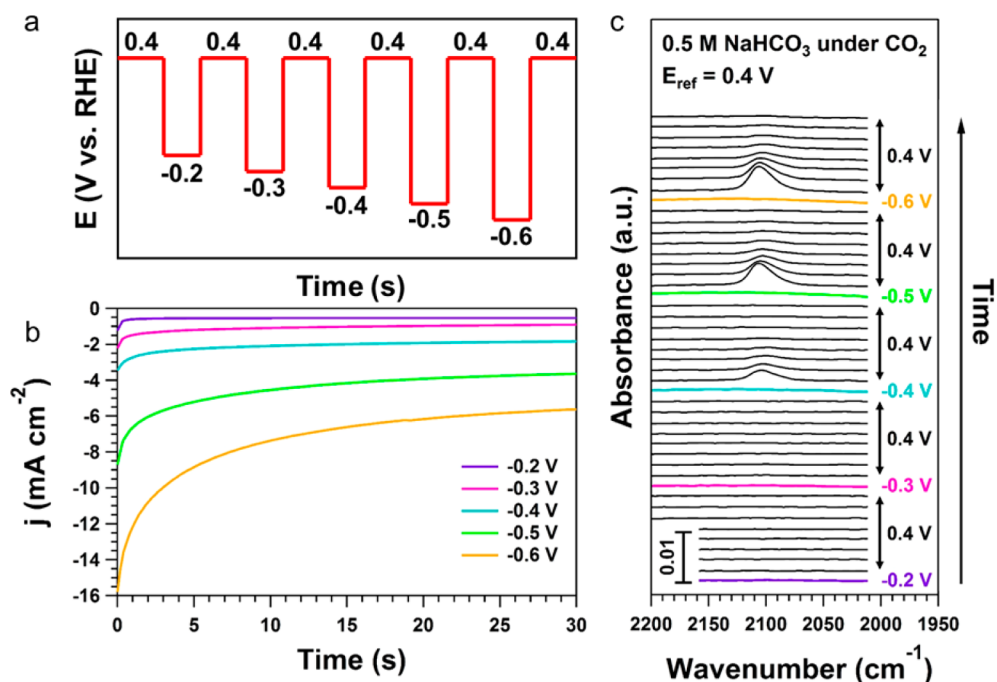 a
0.4 0.4 0.4 0.4 0.4 0.4
E (V vs. RHE)
-0.2
-0.3
-0.4
-0.5
-0.6
Time (s)
b
0
-2
-4
-6
-8
-10
-12
-14
-16
j (mA cm⁻²)
-0.2 V
-0.3 V
-0.4 V
-0.5 V
-0.6 V
0 5 10 15 20 25 30
Time (s)
c
0.5 M NaHCO₃ under CO₂
E_ref = 0.4 V
Absorbance (a.u.)
0.4 V
-0.6 V
0.4 V
-0.5 V
0.4 V
-0.4 V
0.4 V
-0.3 V
0.4 V
-0.2 V
0.01
Time
2200 2150 2100 2050 2000 1950
Wavenumber (cm⁻¹)